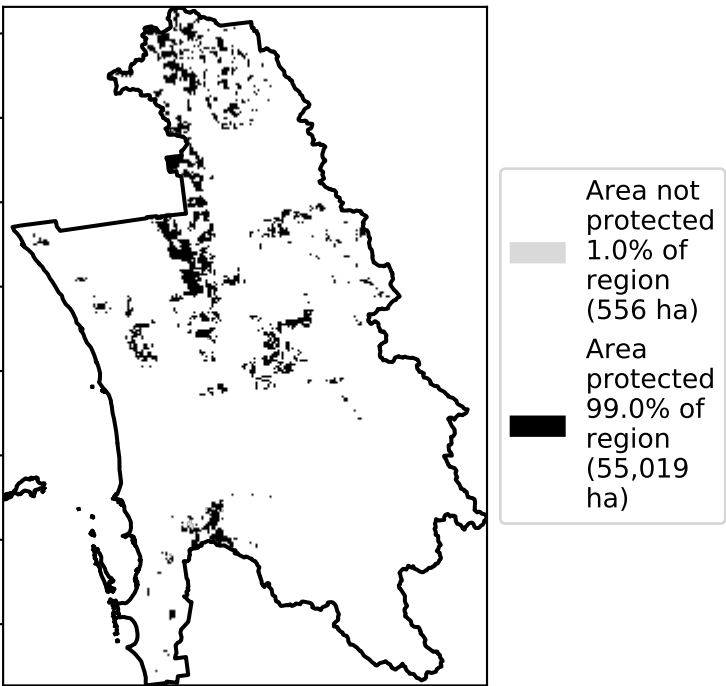 Area not
protected
1.0% of
region
(556 ha)
Area
protected
99.0% of
region
(55,019
ha)